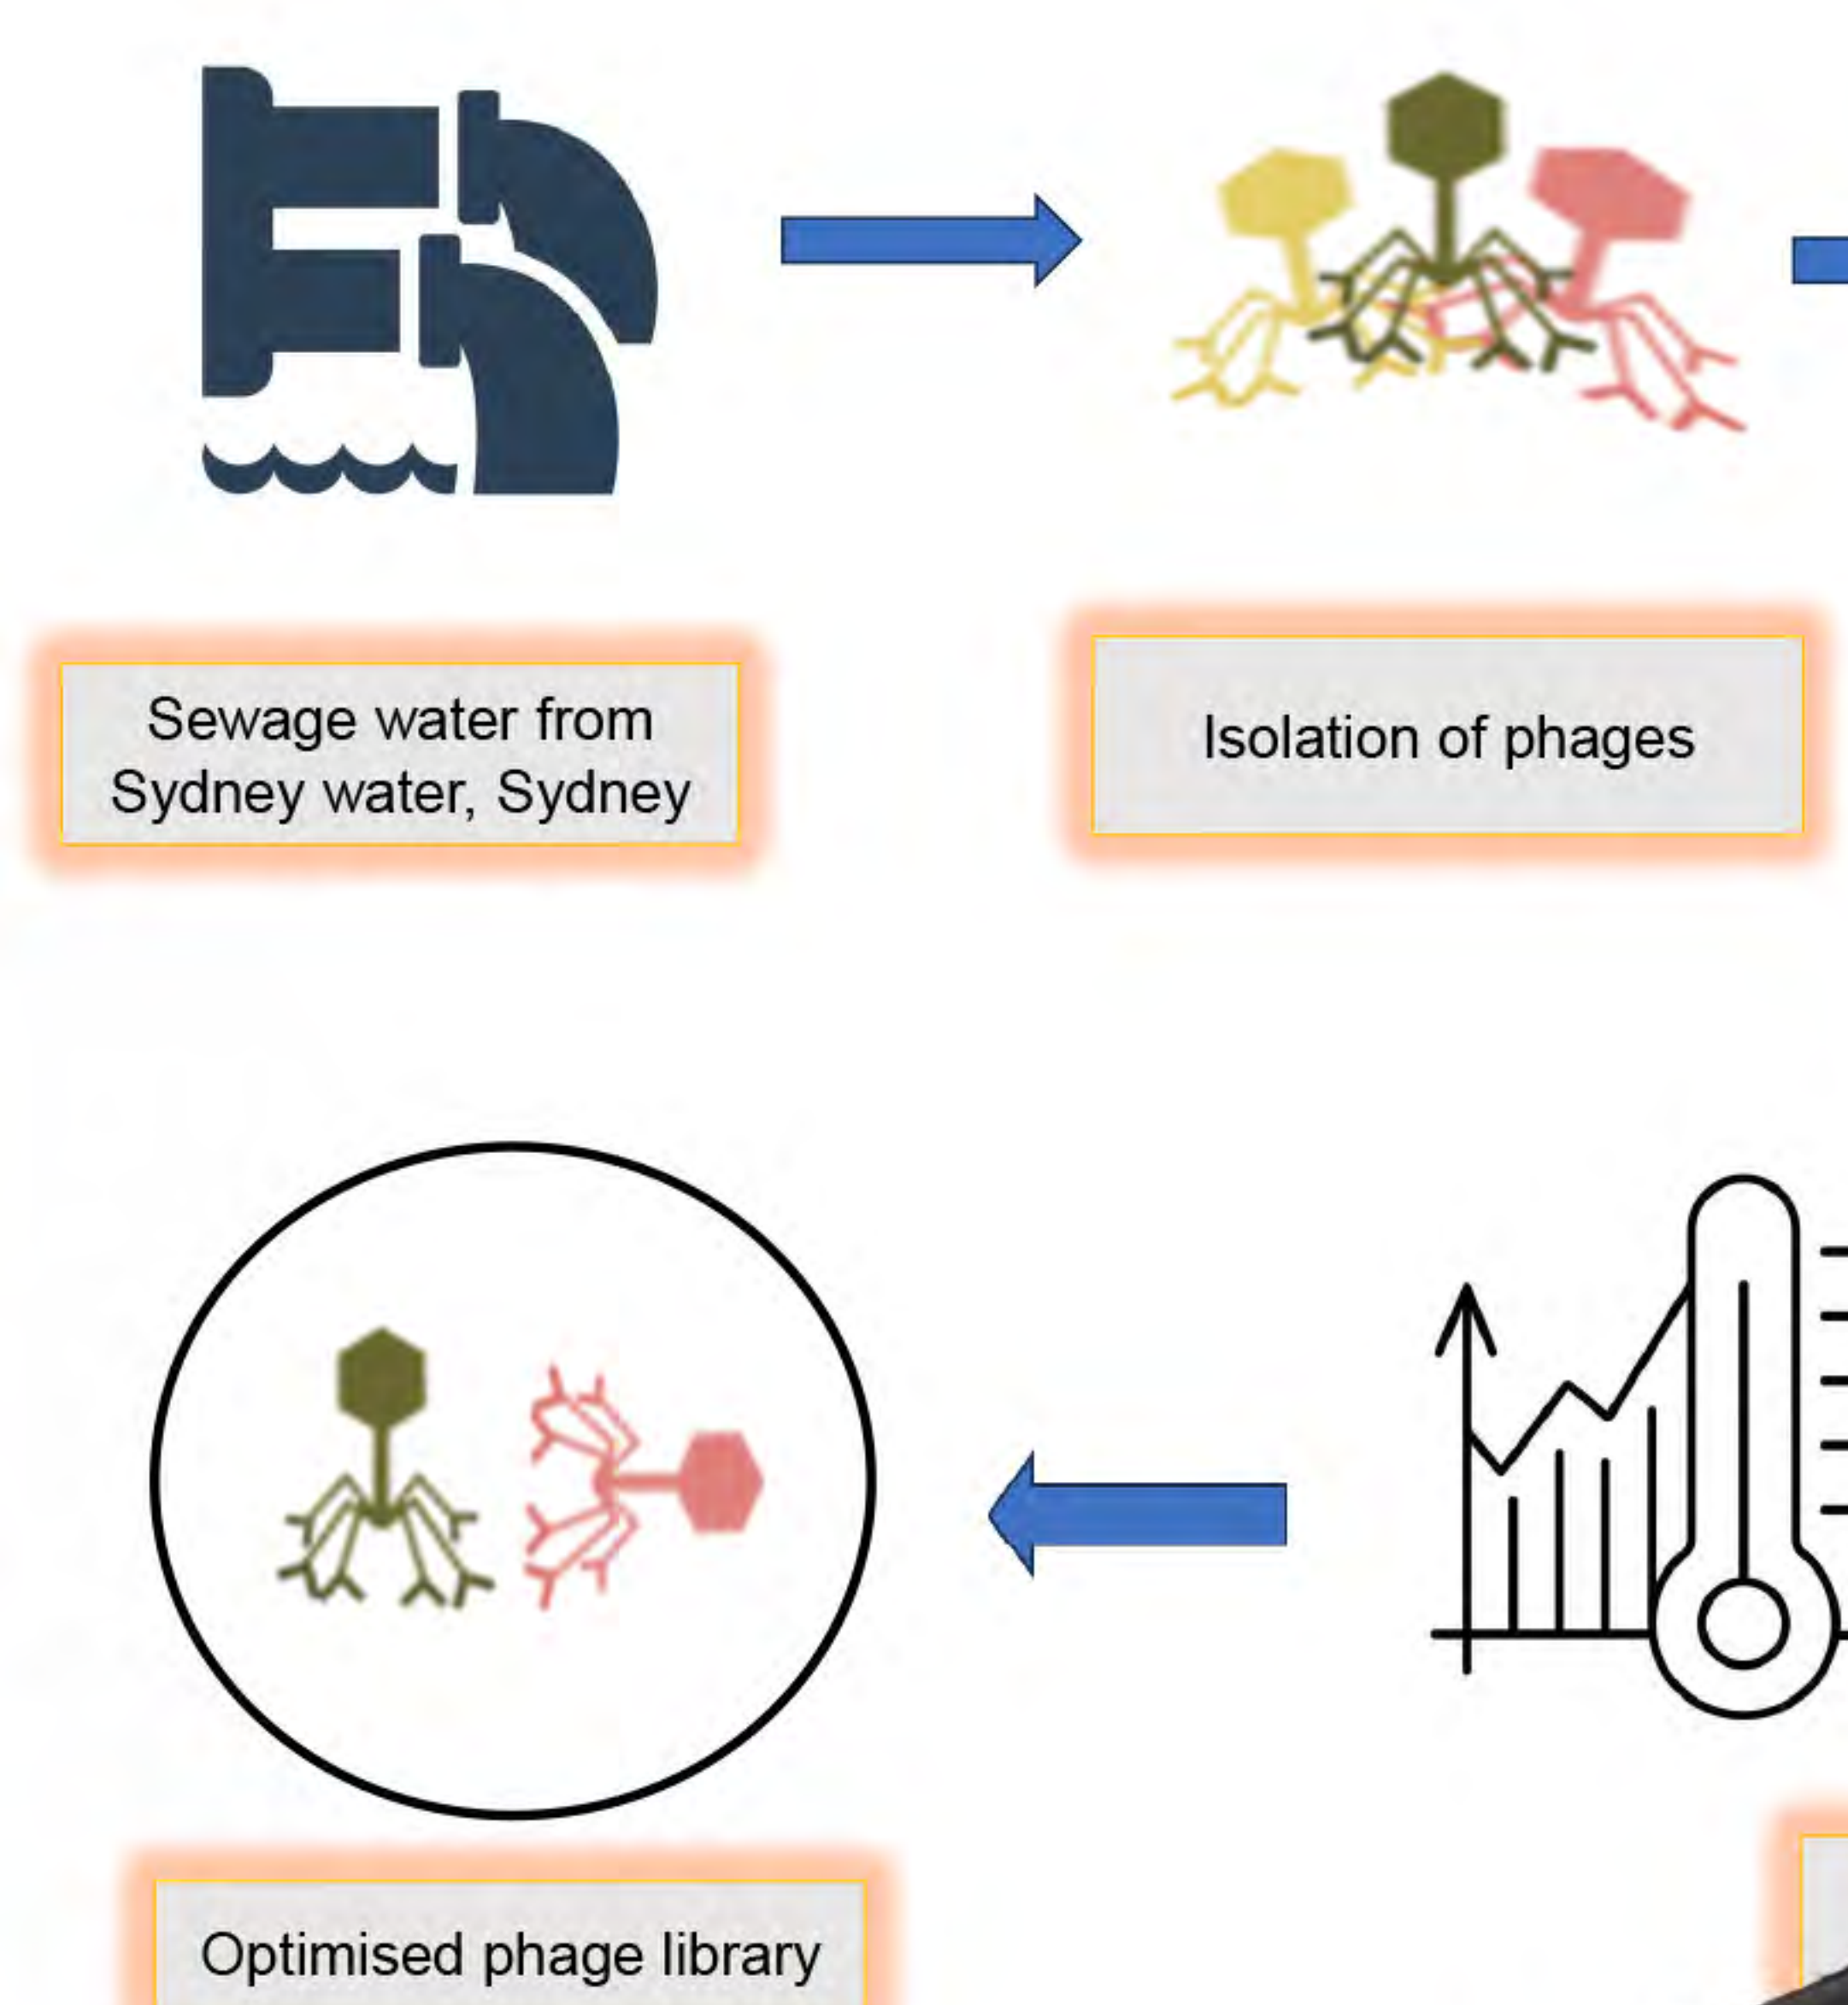 Sewage water from
Sydney water, Sydney
Isolation of phages
Optimised phage library